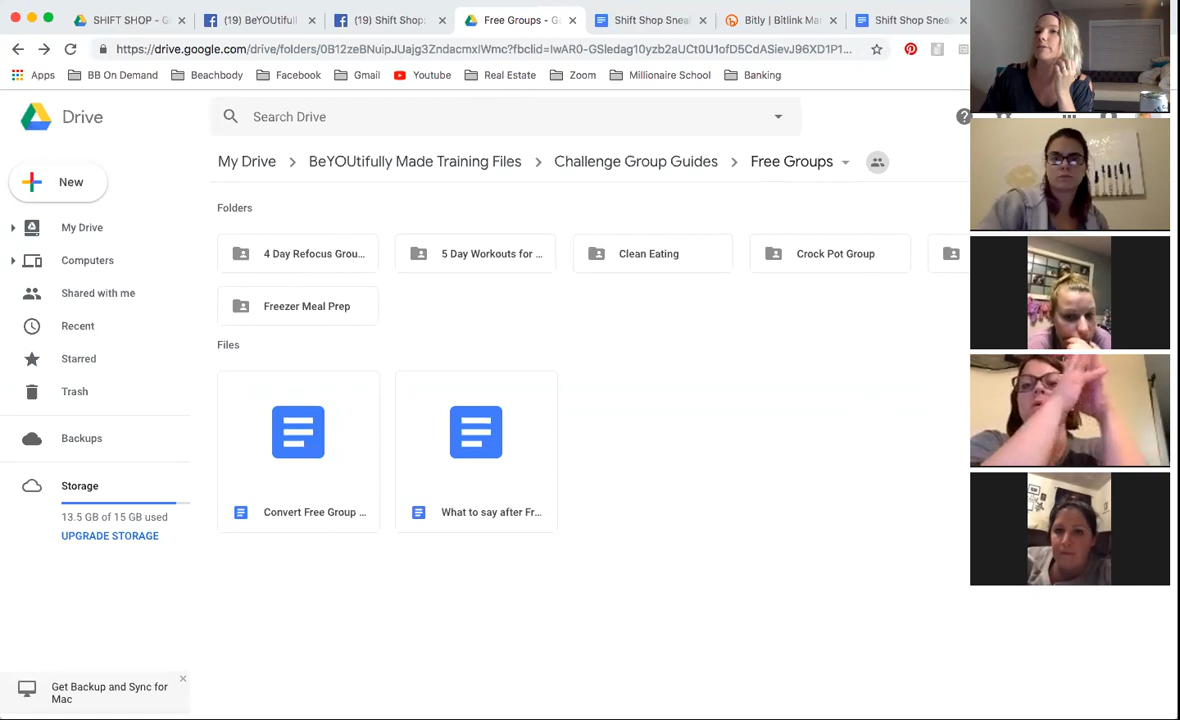 SHIFT SHOP - G
(19) BeYOUtifull
(19) Shift Shop:
Free Groups - G
Shift Shop Sneak
Bitly | Bitlink Ma
Shift Shop Sneak
https://drive.google.com/drive/folders/0B12zeBNuipJUajg3ZndacmxlWmc?fbclid=IwAR0-GSledag10yzb2aUCt0U1ofD5CdASievJ96XD1P1...
Apps
BB On Demand
Beachbody
Facebook
Gmail
Youtube
Real Estate
Zoom
Millionaire School
Banking
Drive
Search Drive
My Drive > BeYOUtifully Made Training Files > Challenge Group Guides > Free Groups
New
My Drive
Computers
Shared with me
Recent
Starred
Trash
Backups
Storage
13.5 GB of 15 GB used
UPGRADE STORAGE
Get Backup and Sync for
Mac
Folders
4 Day Refocus Grou...
5 Day Workouts for ...
Clean Eating
Crock Pot Group
Freezer Meal Prep
Files
Convert Free Group ...
What to say after Fr...